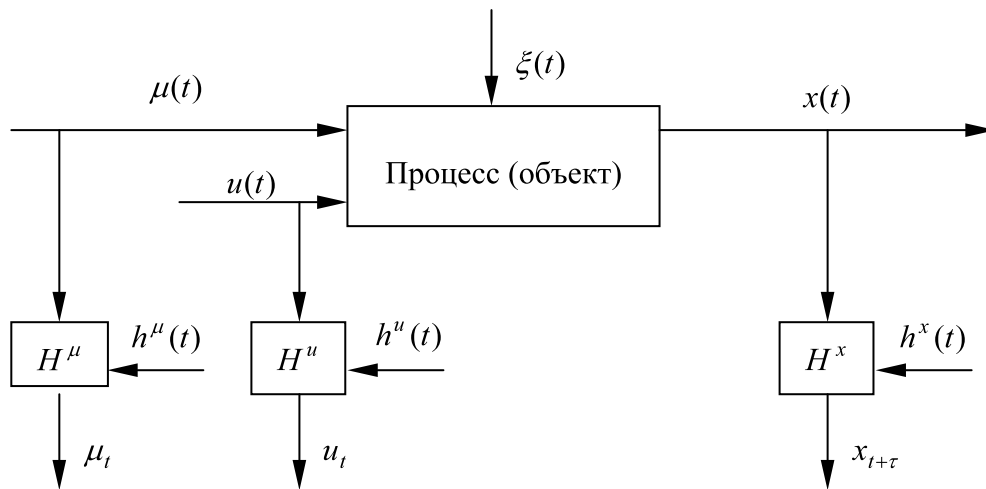 ξ(t)
μ(t)
x(t)
Процесс (объект)
u(t)
H^μ
h^μ(t)
H^u
h^u(t)
H^x
h^x(t)
μ_t
u_t
x_{t+τ}